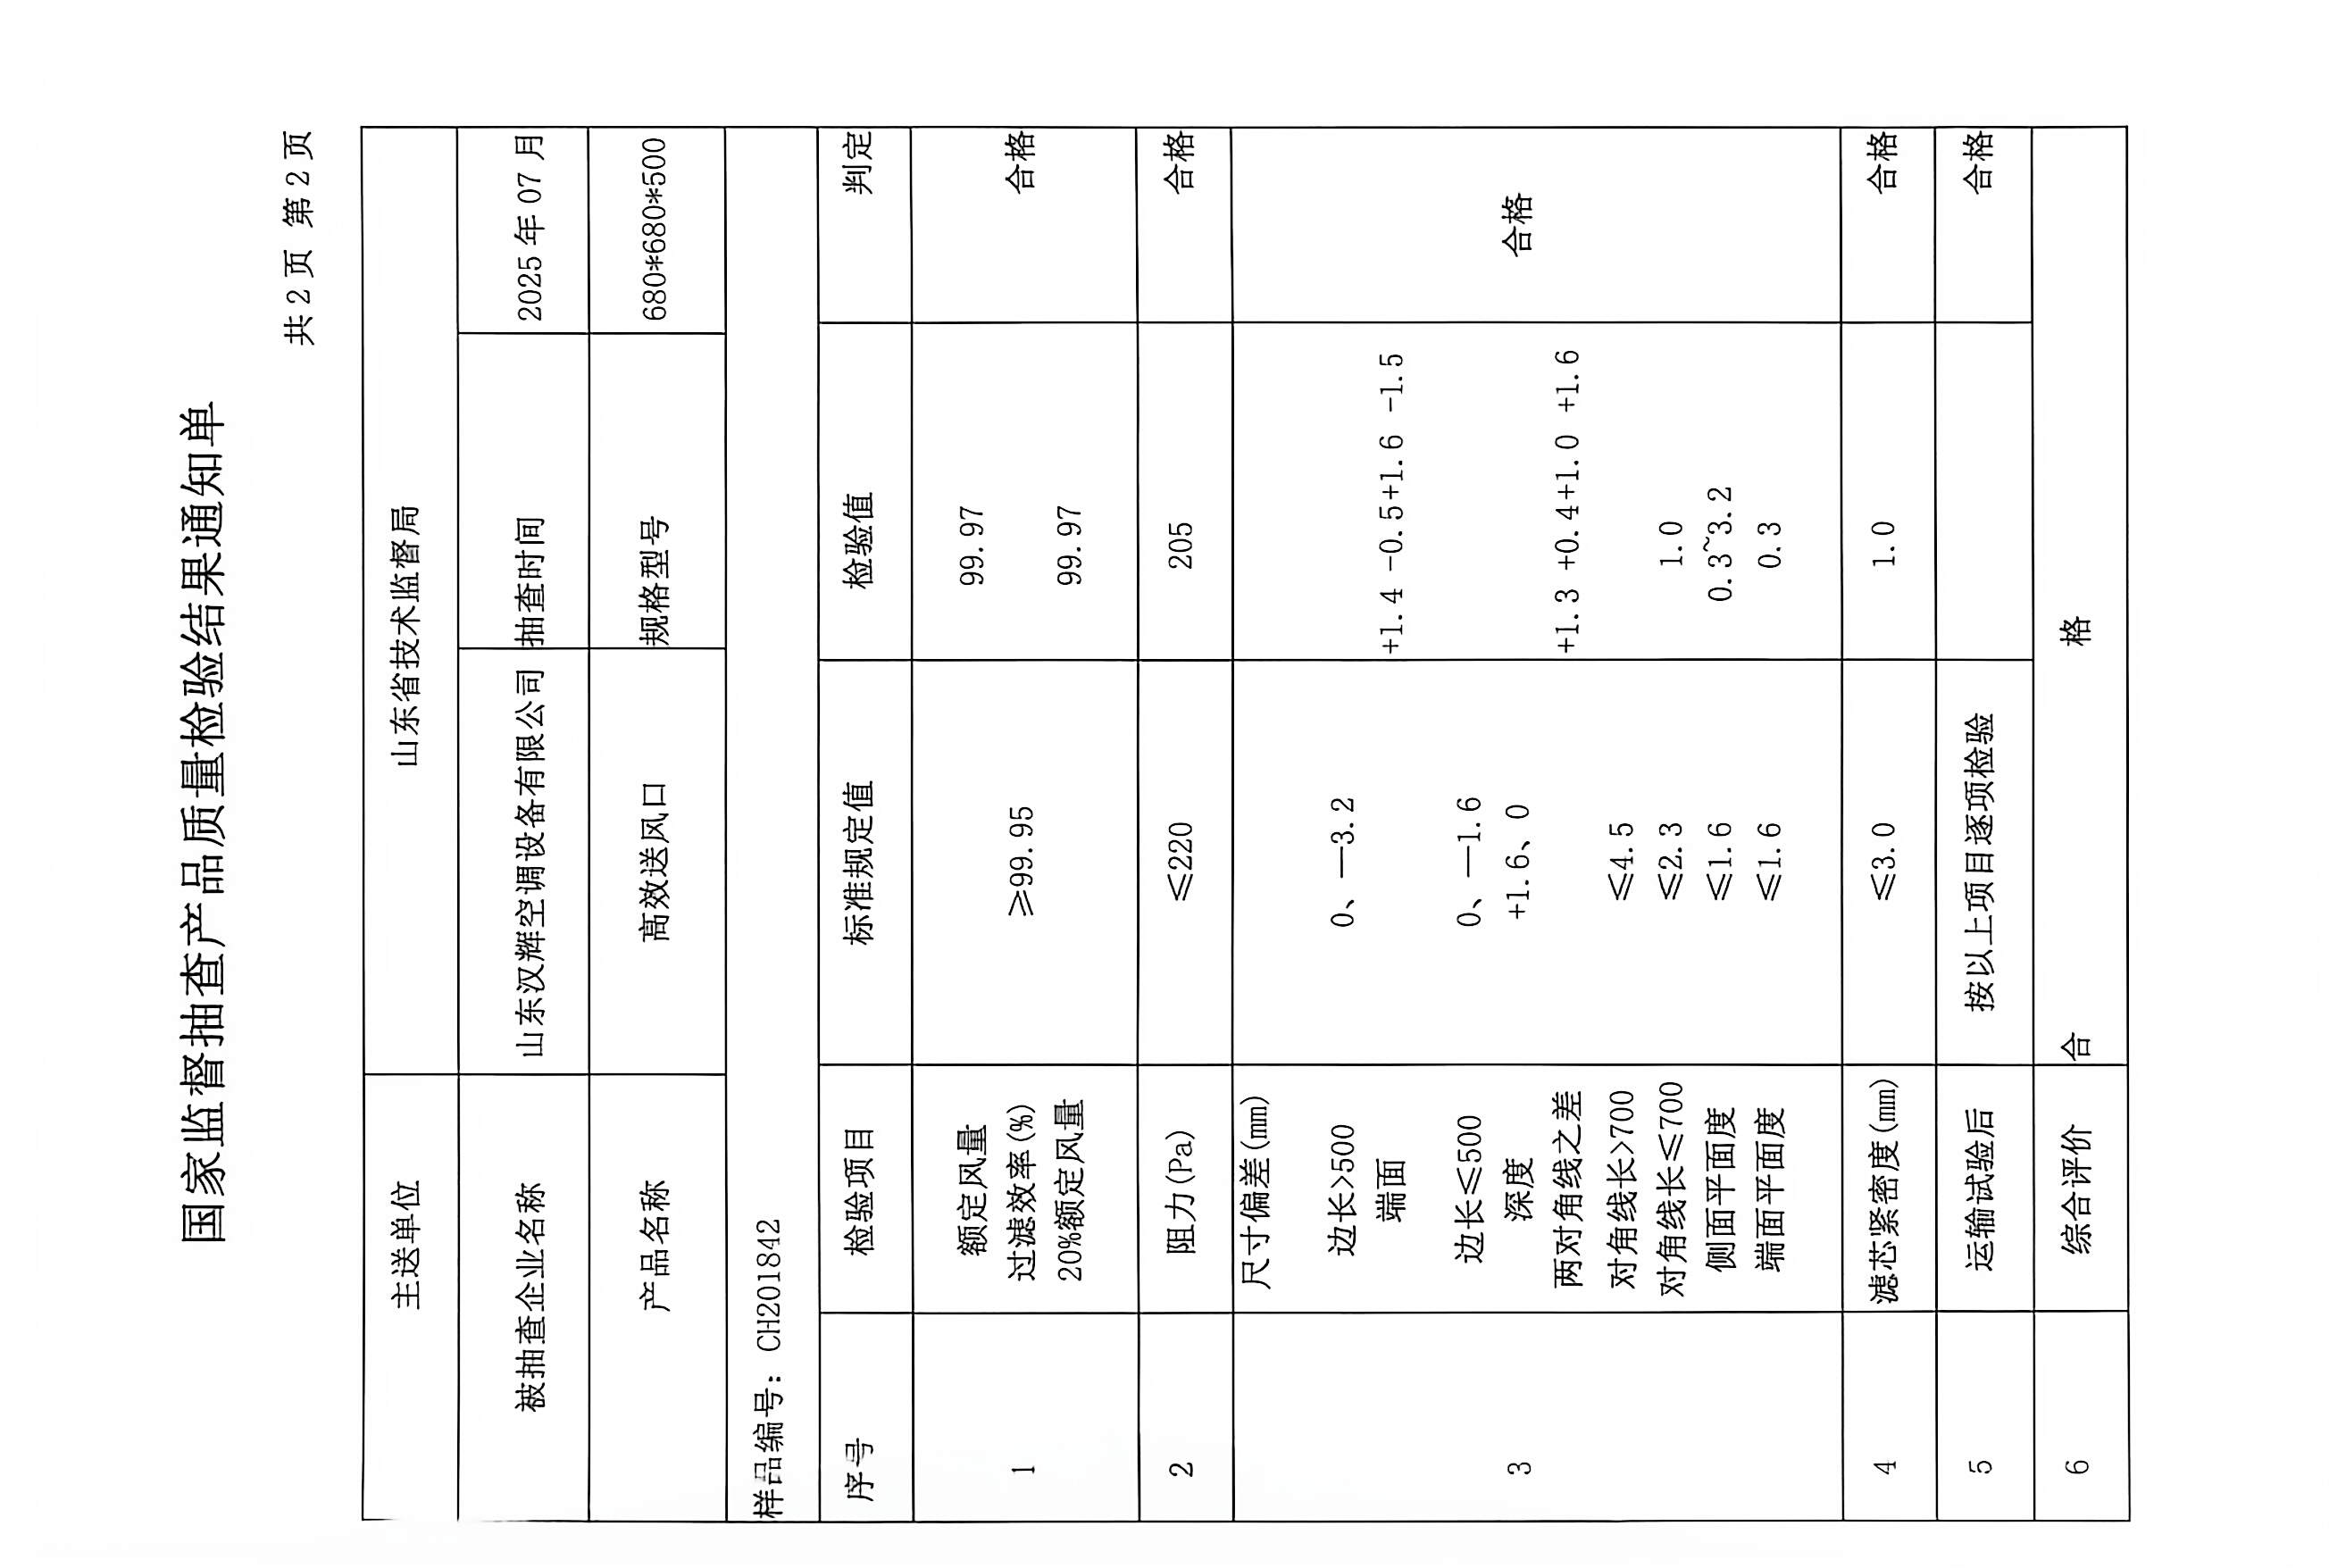 国家监督抽查产品质量检验结果通知单
共 2 页 第 2 页
主送单位 山东省技术监督局
被抽查企业名称 山东汉辉空调设备有限公司 抽查时间 2025 年 07 月
产品名称 高效送风口 规格型号 680*680*500
样品编号：CH201842
序号 检验项目 标准规定值 检验值 判定
额定风量 99.97
1 过滤效率(%) ≥99.95 合格
20%额定风量 99.97
2 阻力(Pa) ≤220 205 合格
尺寸偏差(mm)
边长>500 0、—3.2
端面 +1.4 -0.5+1.6 -1.5
边长≤500 0、—1.6
3 深度 +1.6、0 合格
两对角线之差 +1.3 +0.4+1.0 +1.6
对角线长>700 ≤4.5
对角线长≤700 ≤2.3 1.0
侧面平面度 ≤1.6 0.3~3.2
端面平面度 ≤1.6 0.3
4 滤芯紧密度(mm) ≤3.0 1.0 合格
5 运输试验后 按以上项目逐项检验 合格
6 综合评价 合 格